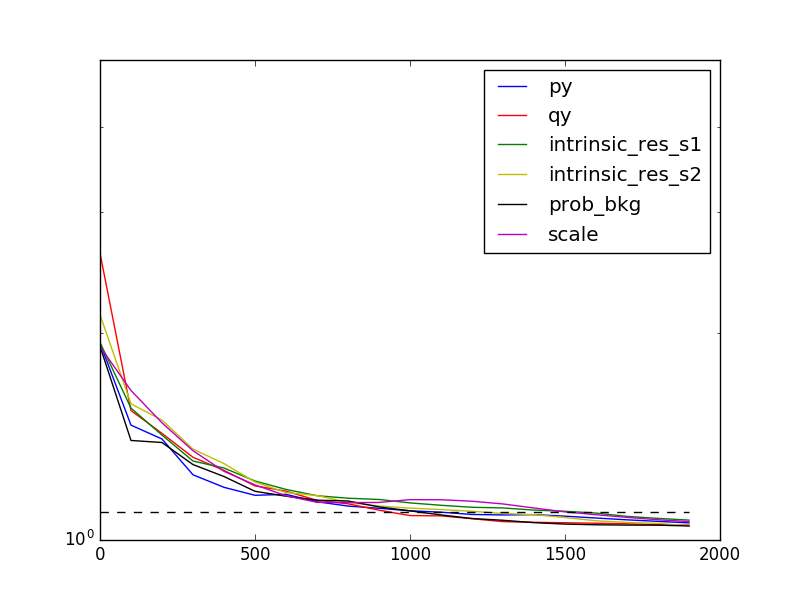 py
qy
intrinsic_res_s1
intrinsic_res_s2
prob_bkg
scale
10^0
0 500 1000 1500 2000